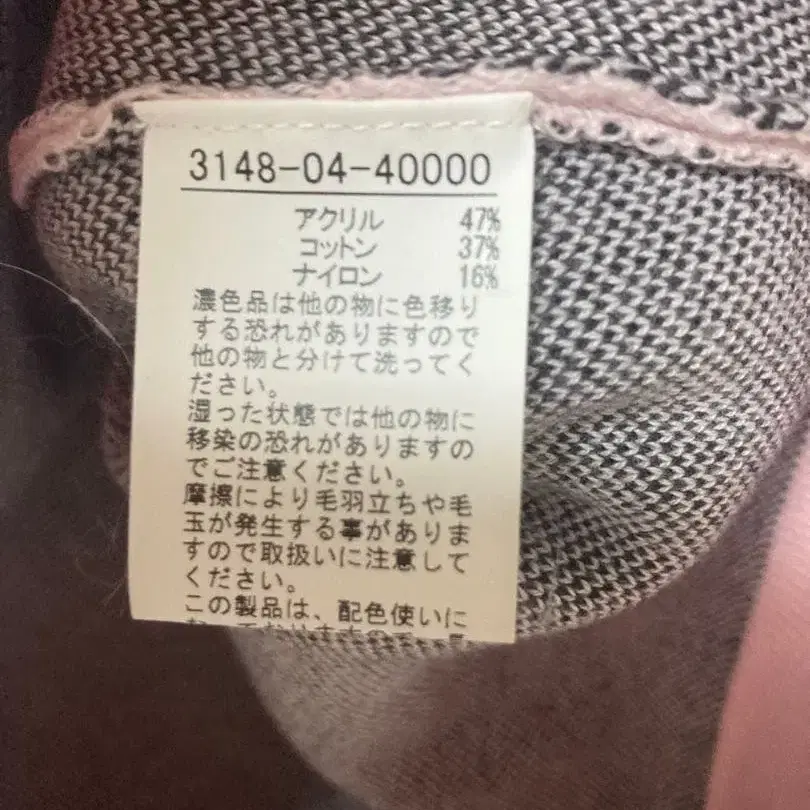 3148-04-40000
アクリル 47%
コットン 37%
ナイロン 16%
濃色品は他の物に色移り
する恐れがありますので
他の物と分けて洗ってく
ださい。
湿った状態では他の物に
移染の恐れがありますの
でご注意ください。
摩擦により毛羽立ちや毛
玉が発生する事がありま
すので取扱いに注意して
ください。
この製品は、配色使いに